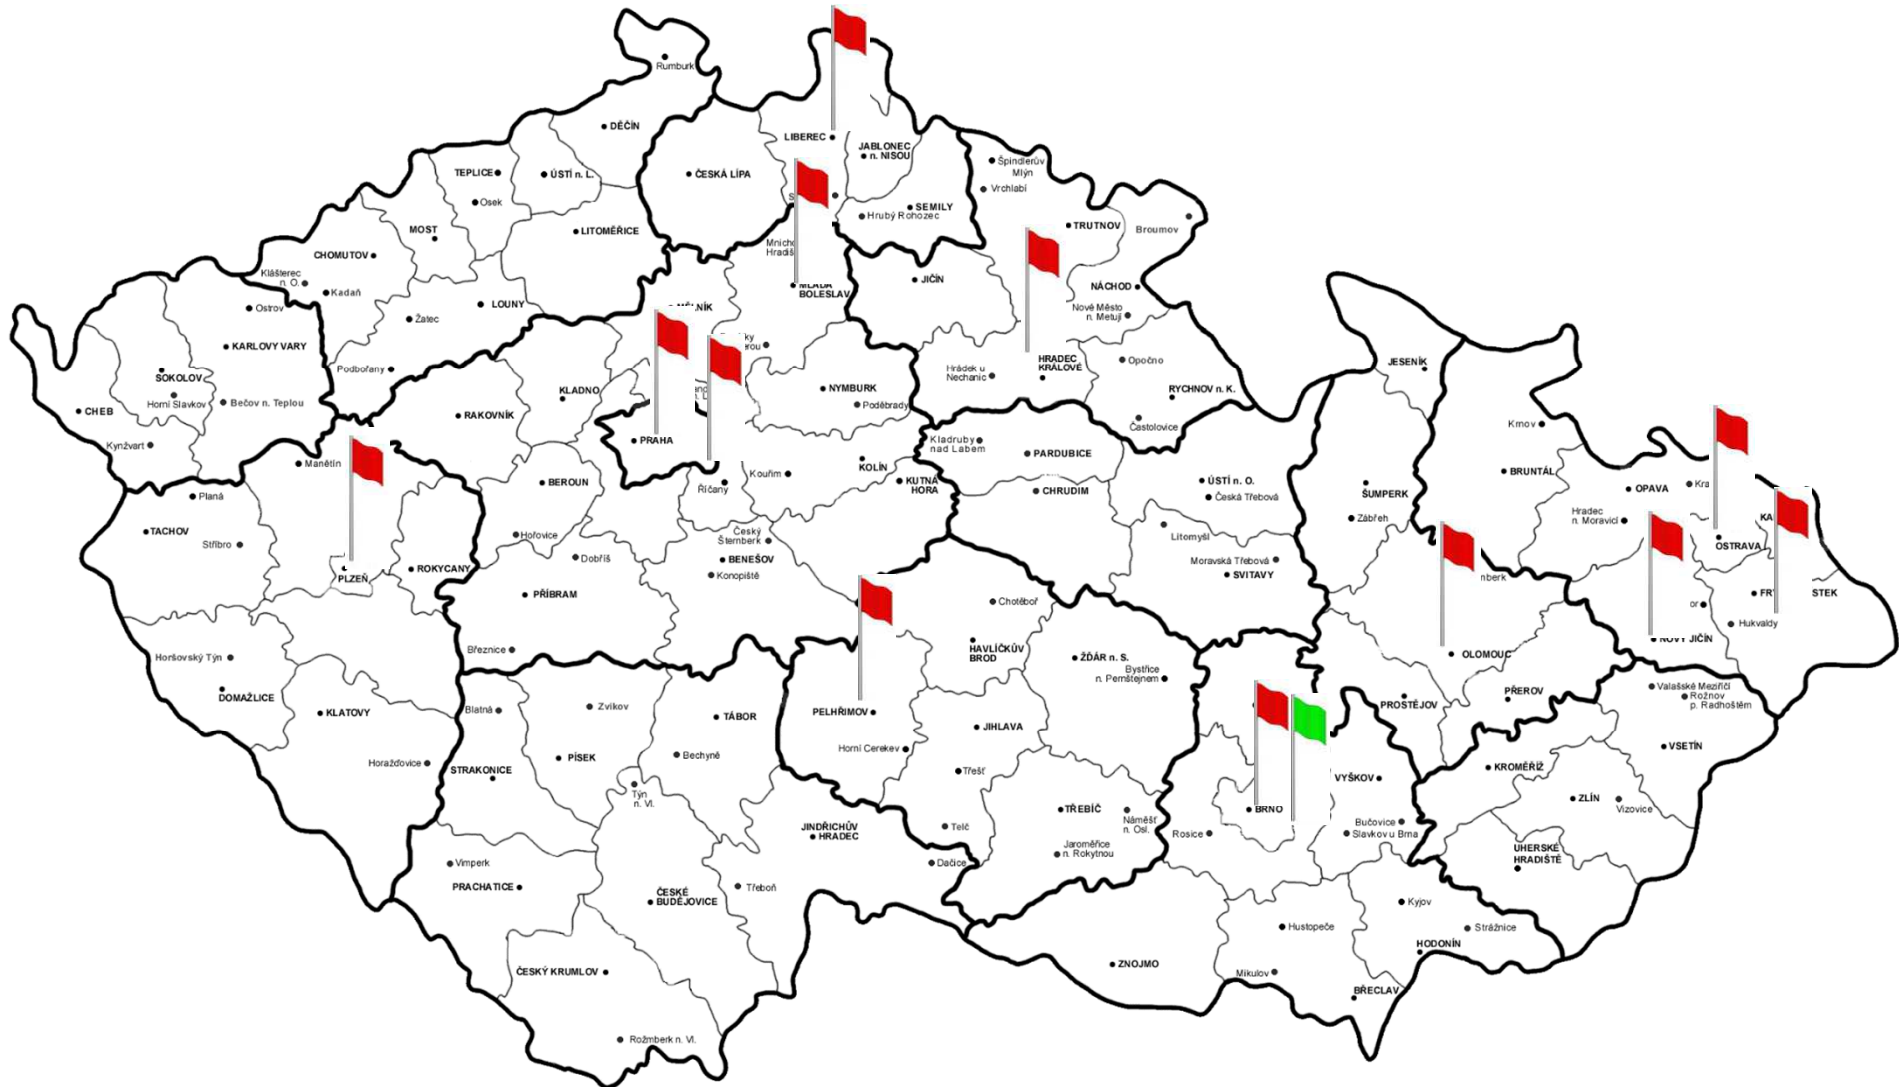 Rumburk
DĚČÍN
LIBEREC
JABLONEC
n. NISOU
TEPLICE
ÚSTÍ n. L.
ČESKÁ LÍPA
Špindlerův
Mlýn
Vrchlabí
Osek
SEMILY
Hrubý Rohozec
MOST
LITOMĚŘICE
TRUTNOV
Broumov
CHOMUTOV
Klášterec
n. O.
Kadaň
JIČÍN
NÁCHOD
MLADÁ
BOLESLAV
Ostrov
LOUNY
Žatec
Nové Město
n. Metují
KARLOVY VARY
Podbořany
Opočno
HRADEC
KRÁLOVÉ
Hrádek u
Nechanic
JESENÍK
SOKOLOV
Horní Slavkov
Bečov n. Teplou
KLADNO
NYMBURK
Poděbrady
RYCHNOV n. K.
CHEB
RAKOVNÍK
Častolovice
Krnov
Kynžvart
PRAHA
Kladruby
nad Labem
PARDUBICE
Manětín
KOLÍN
Kouřim
BRUNTÁL
Planá
BEROUN
Říčany
KUTNÁ
HORA
CHRUDIM
ÚSTÍ n. O.
Česká Třebová
ŠUMPERK
OPAVA
Kra
TACHOV
Stříbro
Hořovice
Český
Šternberk
Litomyšl
Zábřeh
Hradec
n. Moravicí
KA
OSTRAVA
PLZEŇ
ROKYCANY
Dobříš
BENEŠOV
Konopiště
Moravská Třebová
SVITAVY
mberk
PŘÍBRAM
Chotěboř
or
FR
STEK
Hukvaldy
Březnice
HAVLÍČKŮV
BROD
NOVÝ JIČÍN
Horšovský Týn
ŽĎÁR n. S.
Bystřice
n. Pernštejnem
OLOMOUC
DOMAŽLICE
KLATOVY
Blatná
Zvíkov
TÁBOR
PELHŘIMOV
PROSTĚJOV
PŘEROV
Valašské Meziříčí
Rožnov
p. Radhoštěm
JIHLAVA
Horní Cerekev
Bechyně
VSETÍN
Horažďovice
STRAKONICE
PÍSEK
Třešť
VYŠKOV
KROMĚŘÍŽ
Týn
n. Vl.
TŘEBÍČ
Náměšť
n. Osl.
BRNO
ZLÍN
Vizovice
JINDŘICHŮV
HRADEC
Telč
Rosice
Bučovice
Slavkov u Brna
Jaroměřice
n. Rokytnou
UHERSKÉ
HRADIŠTĚ
Vimperk
Dačice
PRACHATICE
ČESKÉ
BUDĚJOVICE
Třeboň
Kyjov
Hustopeče
Strážnice
HODONÍN
ČESKÝ KRUMLOV
ZNOJMO
Mikulov
BŘECLAV
Rožmberk n. Vl.